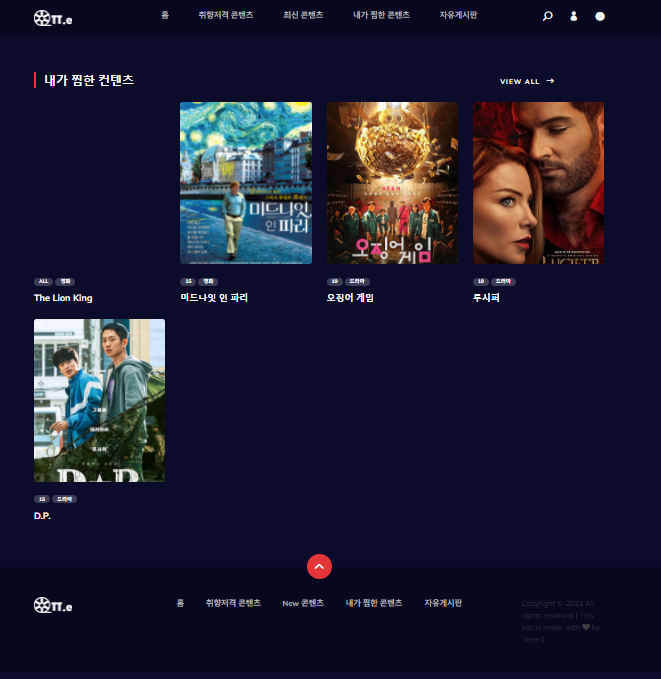 OTT.e
홈 취향저격 콘텐츠 최신 콘텐츠 내가 찜한 콘텐츠 자유게시판
내가 찜한 컨텐츠
VIEW ALL →
미드나잇
인 파리
오징어 게임
LUCIFER
ALL 영화
The Lion King
15 영화
미드나잇 인 파리
19 드라마
오징어 게임
19 드라마
루시퍼
D.P.
15 드라마
D.P.
OTT.e
홈 취향저격 콘텐츠 New 콘텐츠 내가 찜한 콘텐츠 자유게시판
Copyright © 2021 All
rights reserved | This
site is made with ♥ by